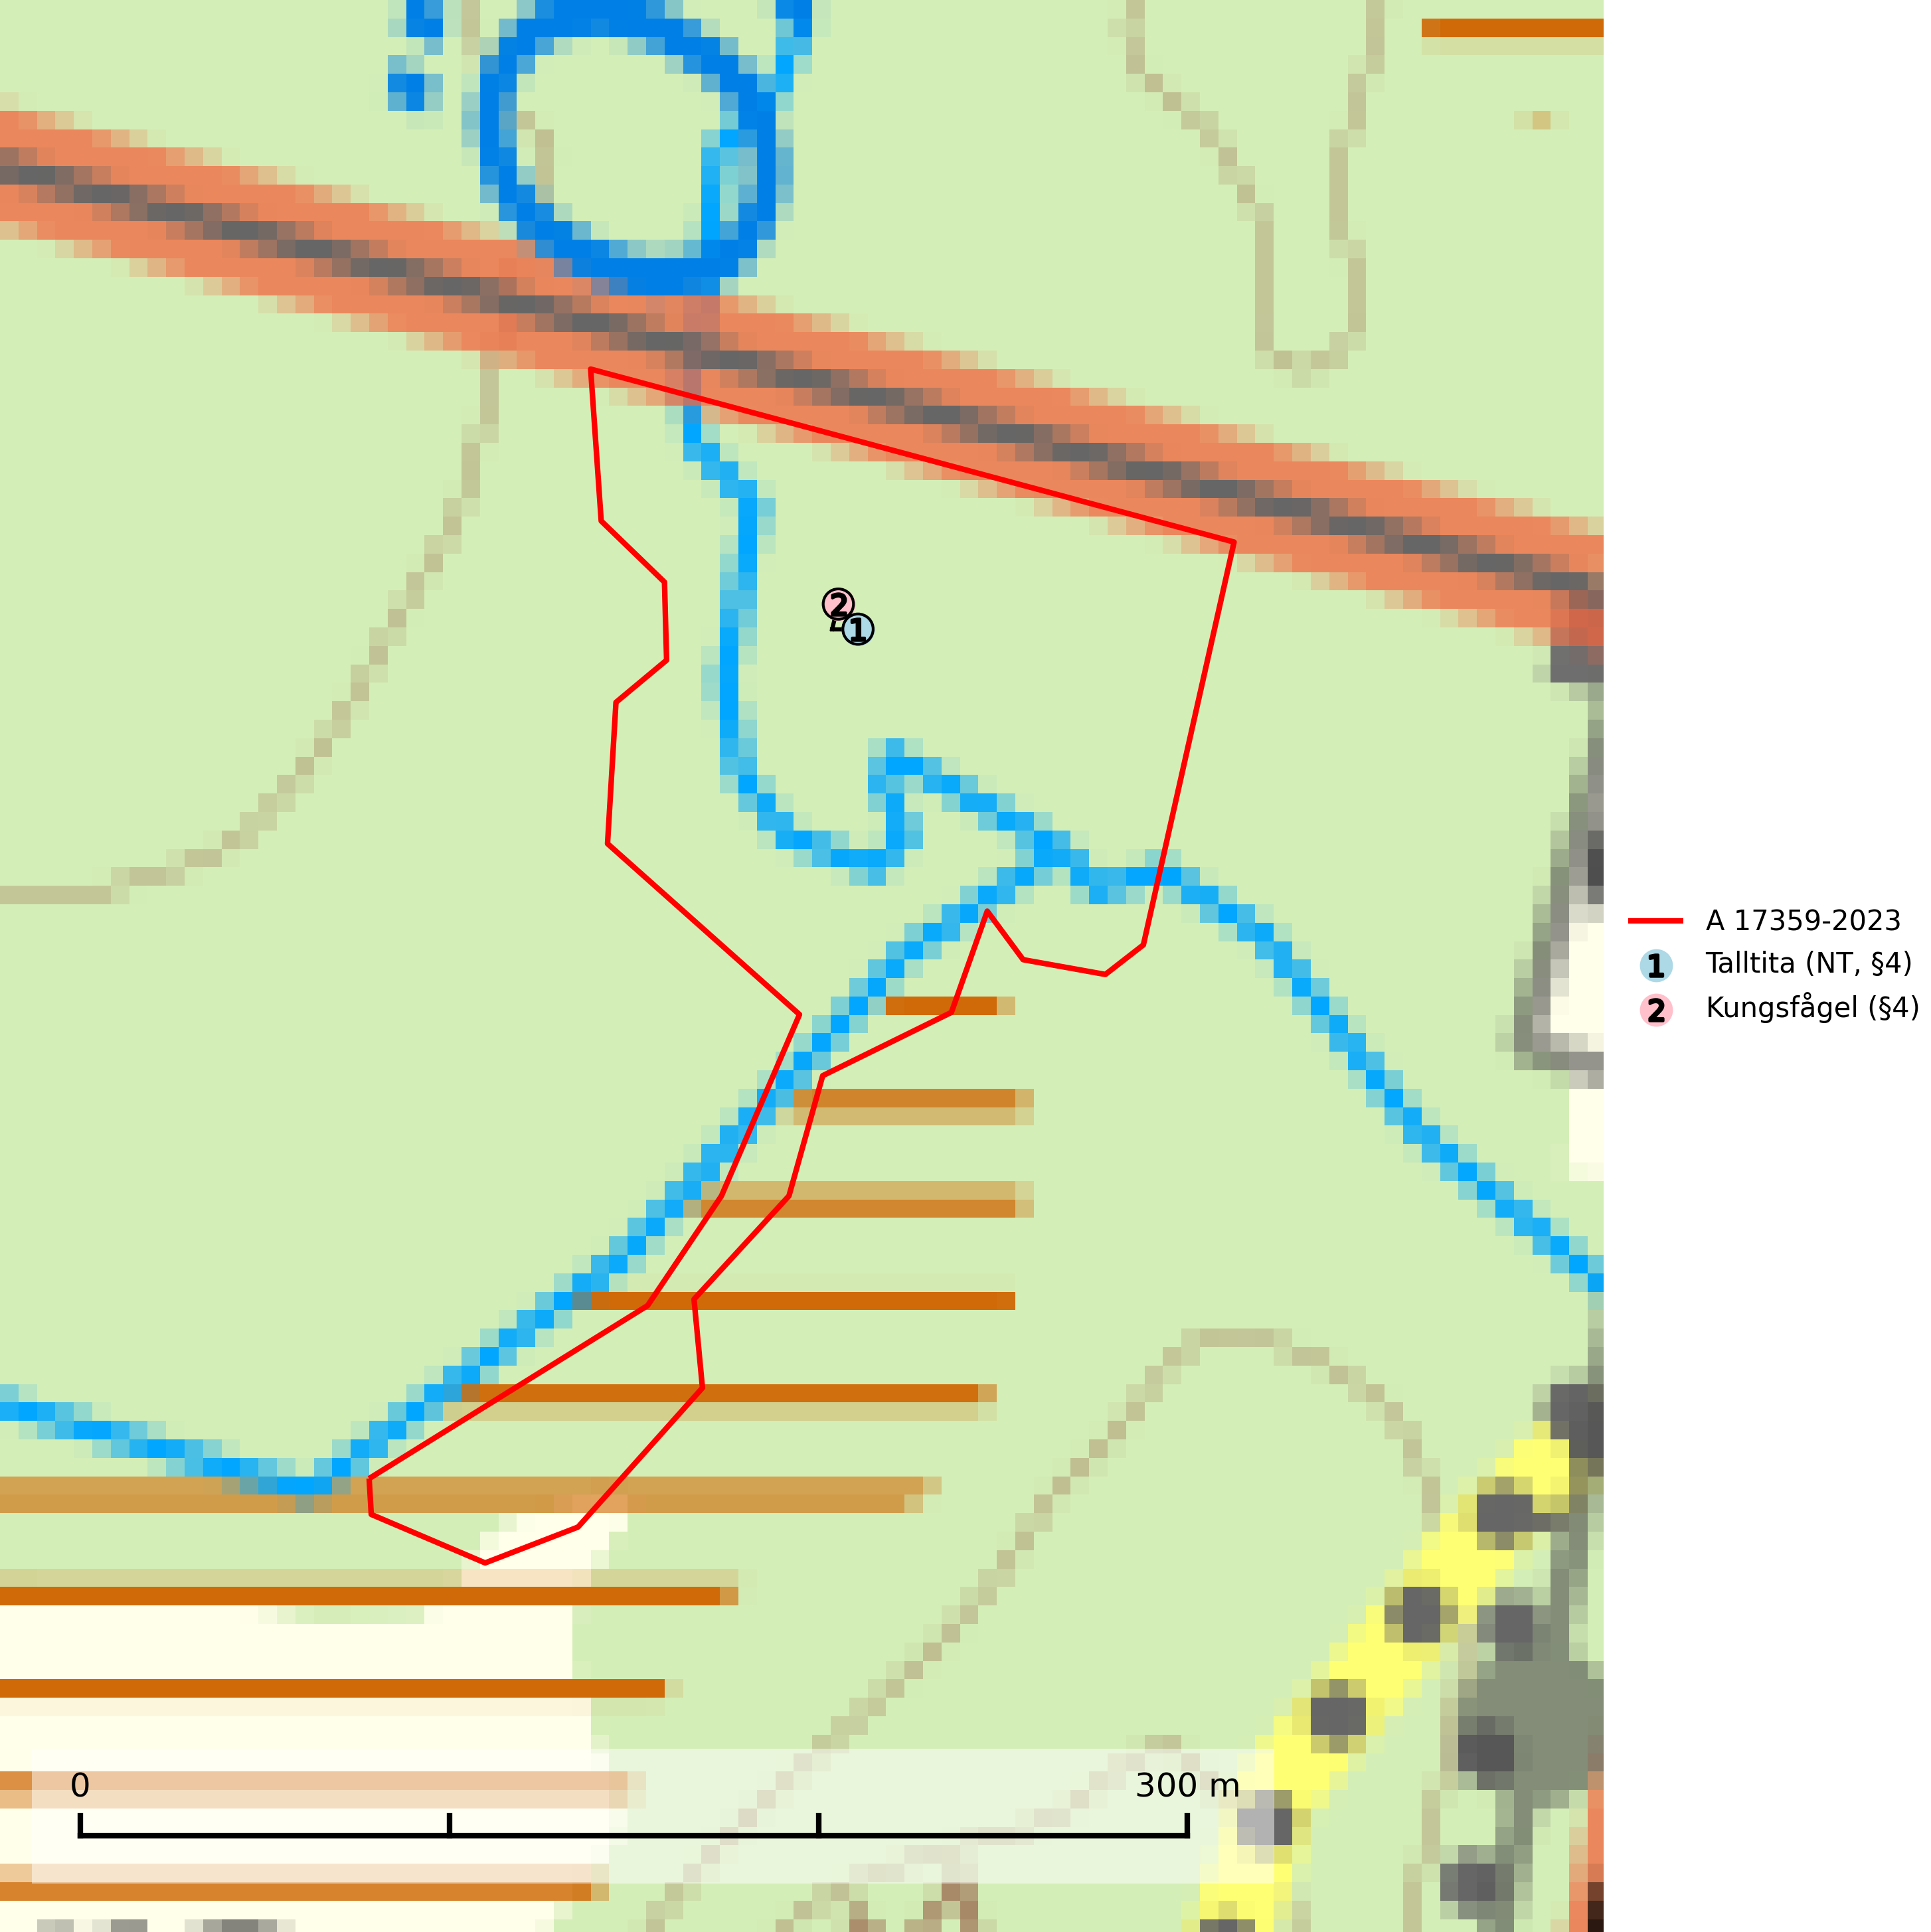 2
1
A 17359-2023
1 Talltita (NT, §4)
2 Kungsfågel (§4)
0 300 m